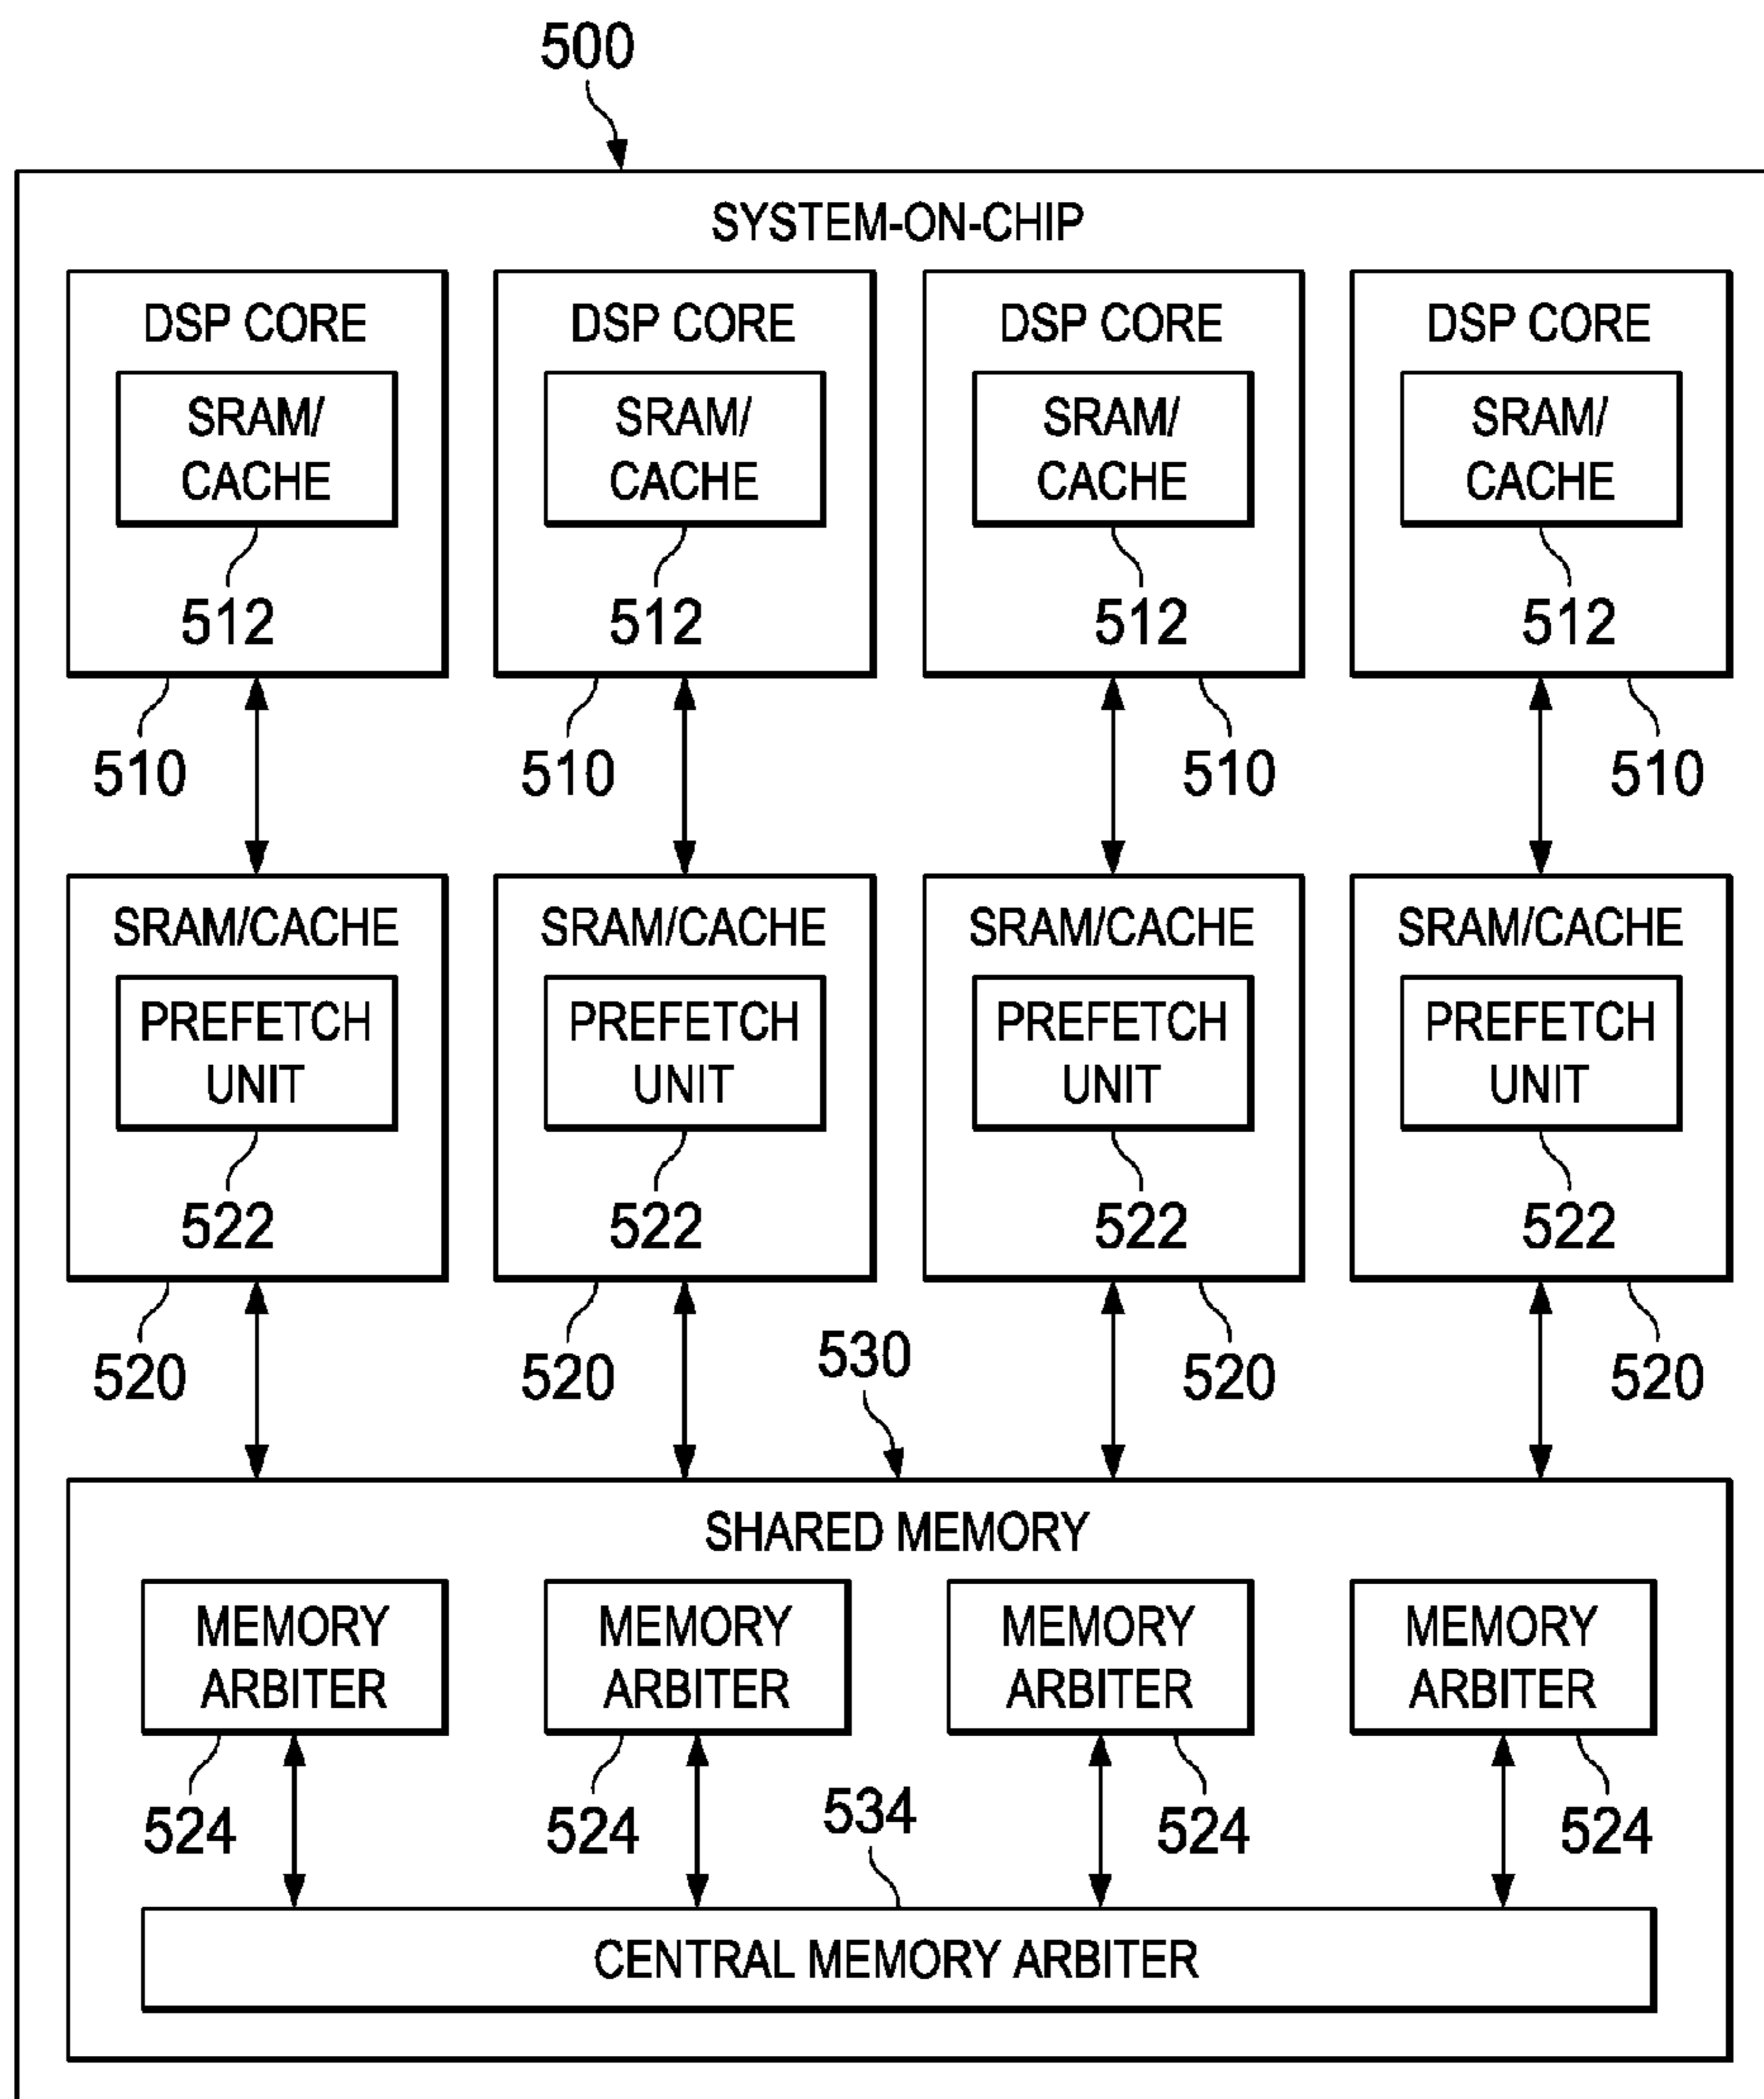 500
SYSTEM-ON-CHIP
DSP CORE DSP CORE DSP CORE DSP CORE
SRAM/ SRAM/ SRAM/ SRAM/
CACHE CACHE CACHE CACHE
512 512 512 512
510 510 510 510
SRAM/CACHE SRAM/CACHE SRAM/CACHE SRAM/CACHE
PREFETCH PREFETCH PREFETCH PREFETCH
UNIT UNIT UNIT UNIT
522 522 522 522
520 520 530 520 520
SHARED MEMORY
MEMORY MEMORY MEMORY MEMORY
ARBITER ARBITER ARBITER ARBITER
524 524 534 524 524
CENTRAL MEMORY ARBITER